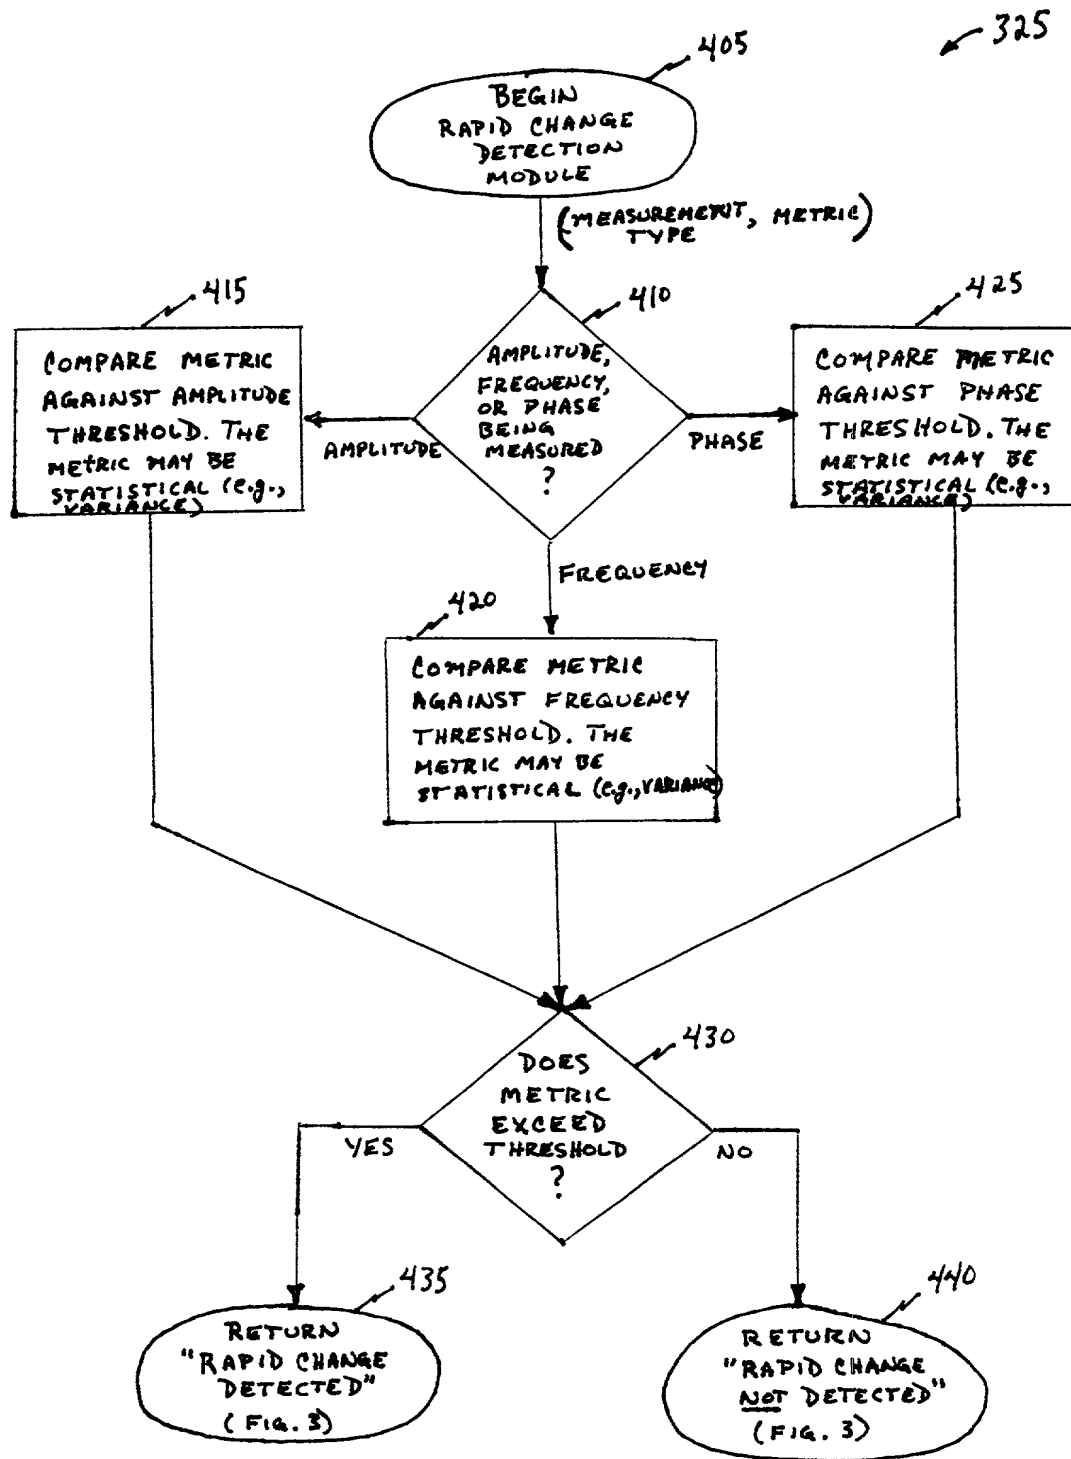 325
405
BEGIN
RAPID CHANGE
DETECTION
MODULE
(MEASUREMENT, METRIC)
TYPE
415
COMPARE METRIC
AGAINST AMPLITUDE
THRESHOLD. THE
METRIC MAY BE
STATISTICAL (e.g.,
VARIANCE)
410
AMPLITUDE,
FREQUENCY,
OR PHASE
BEING
MEASURED
?
AMPLITUDE
PHASE
425
COMPARE METRIC
AGAINST PHASE
THRESHOLD. THE
METRIC MAY BE
STATISTICAL (e.g.,
VARIANCE)
FREQUENCY
420
COMPARE METRIC
AGAINST FREQUENCY
THRESHOLD. THE
METRIC MAY BE
STATISTICAL (e.g., VARIANCE)
430
DOES
METRIC
EXCEED
THRESHOLD
?
YES
NO
435
RETURN
"RAPID CHANGE
DETECTED"
(FIG. 3)
440
RETURN
"RAPID CHANGE
NOT DETECTED"
(FIG. 3)